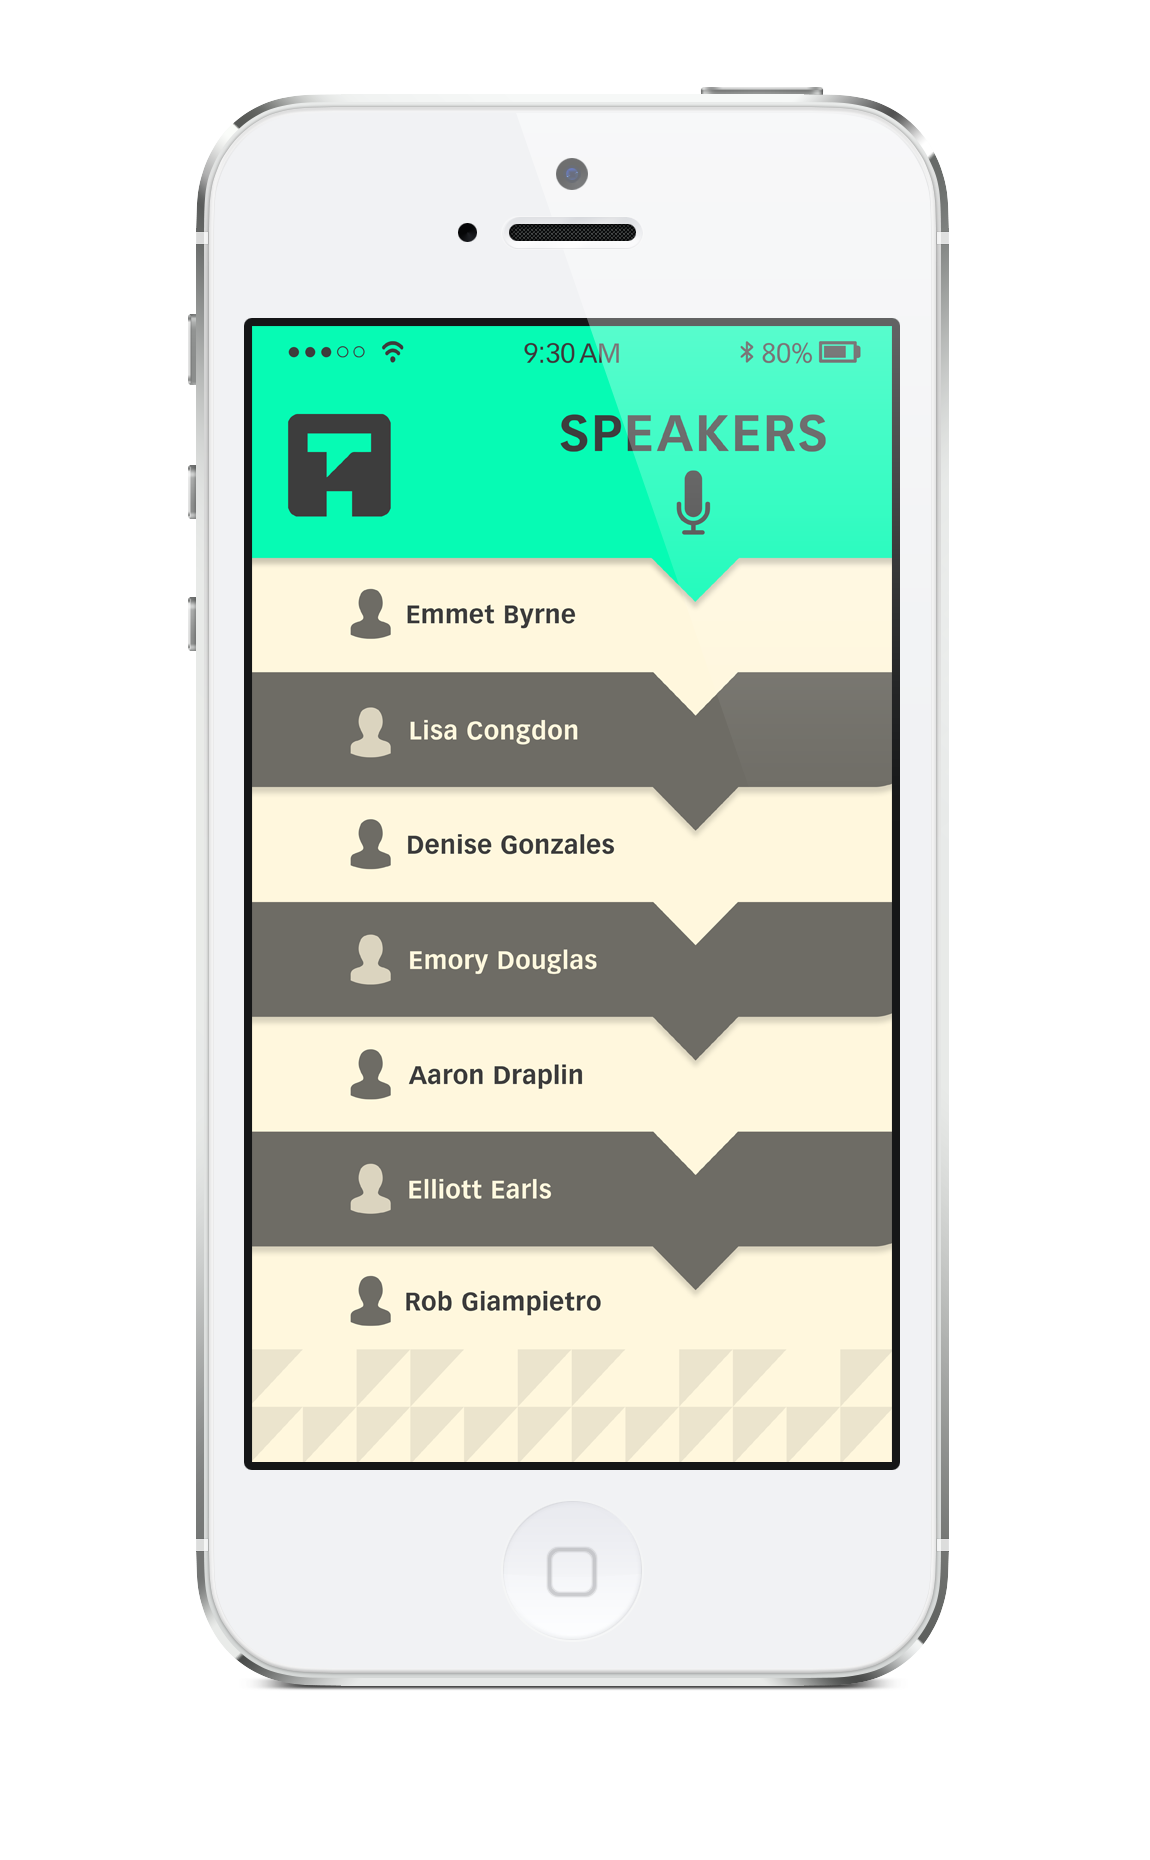 9:30 AM 80%
SPEAKERS
Emmet Byrne
Lisa Congdon
Denise Gonzales
Emory Douglas
Aaron Draplin
Elliott Earls
Rob Giampietro